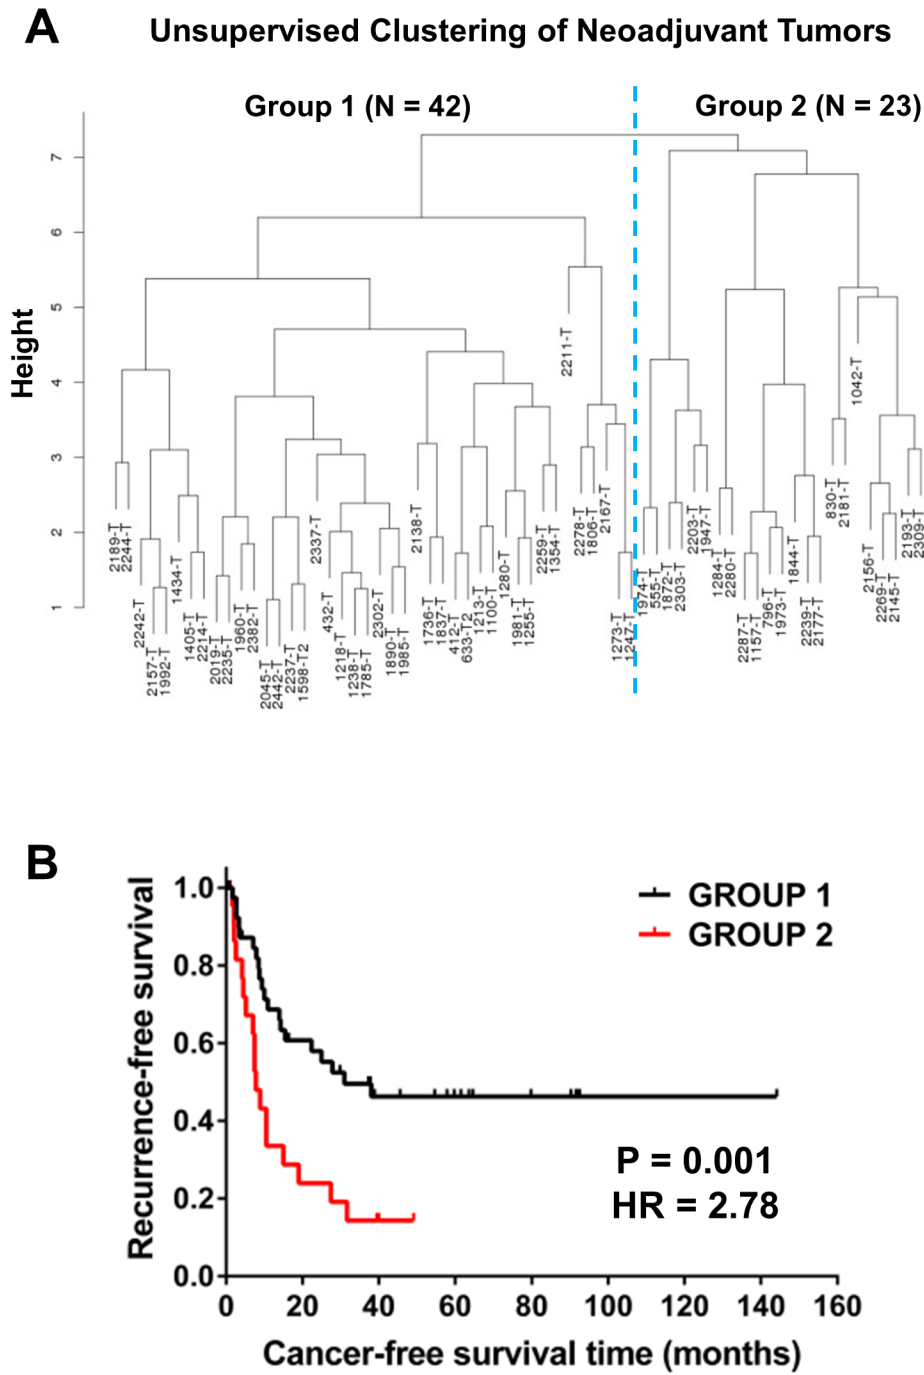 A
Unsupervised Clustering of Neoadjuvant Tumors
Group 1 (N = 42)
Group 2 (N = 23)
Height
7
6
5
4
3
2
1
2189-T
2244-T
2242-T
2157-T
1992-T
1434-T
1405-T
2214-T
2019-T
2235-T
1960-T
2382-T
2045-T
2442-T
2237-T
1598-T2
2337-T
432-T
1218-T
1238-T
1785-T
2302-T
1890-T
1985-T
2138-T
1736-T
1837-T
412-T
633-T2
1213-T
1100-T
1280-T
1981-T
1255-T
2259-T
1354-T
2211-T
2278-T
1806-T
2167-T
1273-T
1247-T
1974-T
555-T
1872-T
2303-T
2203-T
1947-T
1284-T
2280-T
2287-T
1157-T
796-T
1973-T
1844-T
2239-T
2177-T
830-T
2181-T
1042-T
2156-T
2269-T
2145-T
2193-T
2309-T
B
Recurrence-free survival
1.0
0.8
0.6
0.4
0.2
0.0
GROUP 1
GROUP 2
P = 0.001
HR = 2.78
0 20 40 60 80 100 120 140 160
Cancer-free survival time (months)